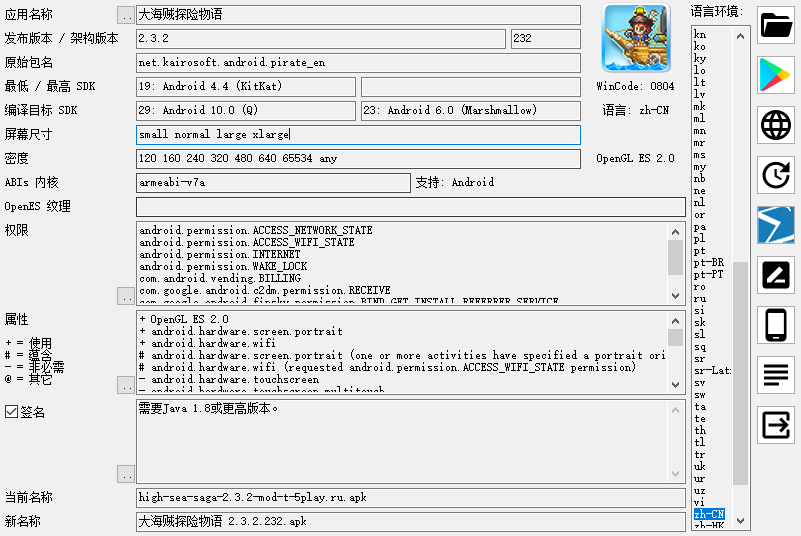 应用名称 .. 大海贼探险物语 语言环境:
发布版本 / 架构版本 2.3.2 232
原始包名 net.kairosoft.android.pirate_en
最低 / 最高 SDK 19: Android 4.4 (KitKat) WinCode: 0804
编译目标 SDK 29: Android 10.0 (Q) 23: Android 6.0 (Marshmallow) 语言: zh-CN
屏幕尺寸 small normal large xlarge
密度 120 160 240 320 480 640 65534 any OpenGL ES 2.0
ABIs 内核 armeabi-v7a 支持: Android
OpenES 纹理
权限
android.permission.ACCESS_NETWORK_STATE
android.permission.ACCESS_WIFI_STATE
android.permission.INTERNET
android.permission.WAKE_LOCK
com.android.vending.BILLING
com.google.android.c2dm.permission.RECEIVE
com.google.android.finsky.permission.BIND_GET_INSTALL_REFERRER_SERVICE
..
属性
+ = 使用
# = 蕴含
- = 非必需
@ = 其它
+ OpenGL ES 2.0
+ android.hardware.screen.portrait
+ android.hardware.wifi
# android.hardware.screen.portrait (one or more activities have specified a portrait ori
# android.hardware.wifi (requested android.permission.ACCESS_WIFI_STATE permission)
- android.hardware.touchscreen
- android.hardware.touchscreen.multitouch
..
签名
需要Java 1.8或更高版本。
..
当前名称 high-sea-saga-2.3.2-mod-t-5play.ru.apk
新名称 大海贼探险物语 2.3.2.232.apk
kn
ko
ky
lo
lt
lv
mk
ml
mn
mr
ms
my
nb
ne
nl
or
pa
pl
pt
pt-BR
pt-PT
ro
ru
si
sk
sl
sq
sr
sr-Lat
sv
sw
ta
te
th
tl
tr
uk
ur
uz
vi
zh-CN
zh-HK